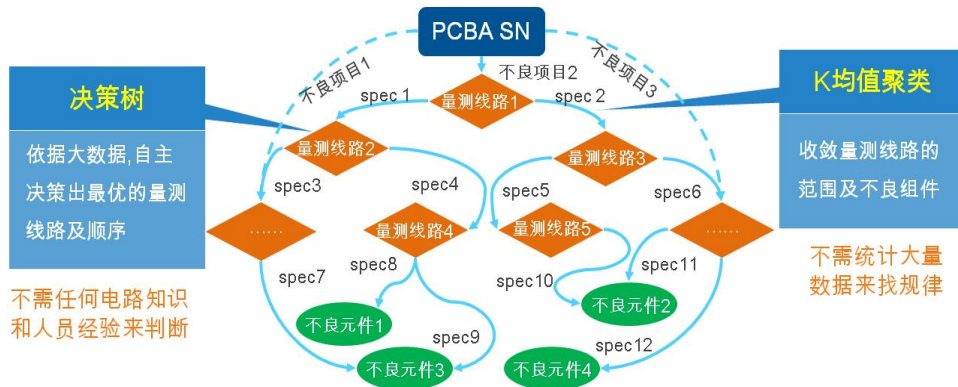 PCBA SN
不良项目1
不良项目2
不良项目3
决策树
依据大数据,自主
决策出最优的量测
线路及顺序
不需任何电路知识
和人员经验来判断
K均值聚类
收敛量测线路的
范围及不良组件
不需统计大量
数据来找规律
spec 1
量测线路1
spec 2
量测线路2
量测线路3
spec3
spec4
spec5
spec6
……
量测线路4
量测线路5
……
spec7
spec8
spec10
spec11
不良元件1
不良元件2
spec9
spec12
不良元件3
不良元件4